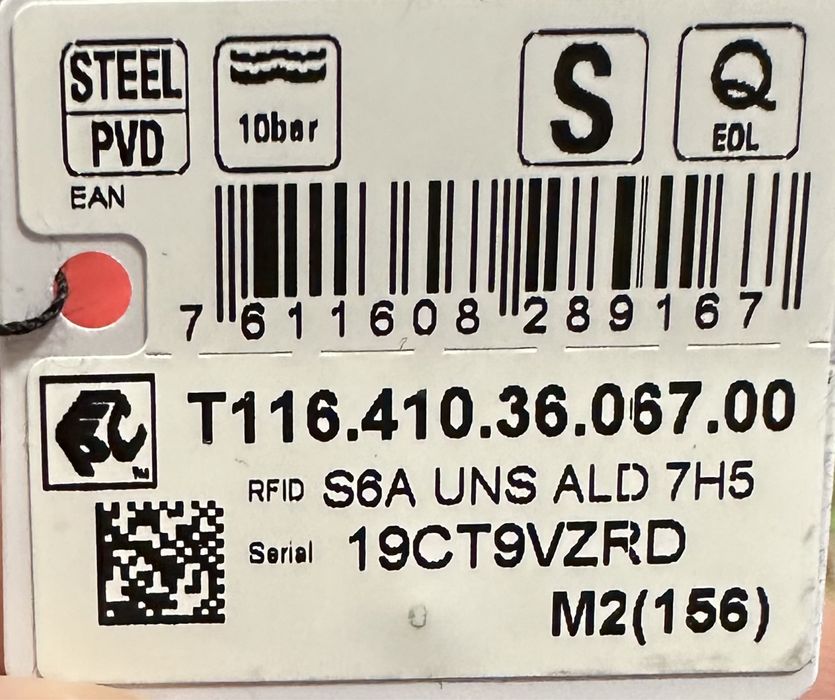 STEEL
PVD
10bar
S
Q
EOL
EAN
7 611608 289167
T116.410.36.067.00
RFID S6A UNS ALD 7H5
Serial 19CT9VZRD
M2(156)